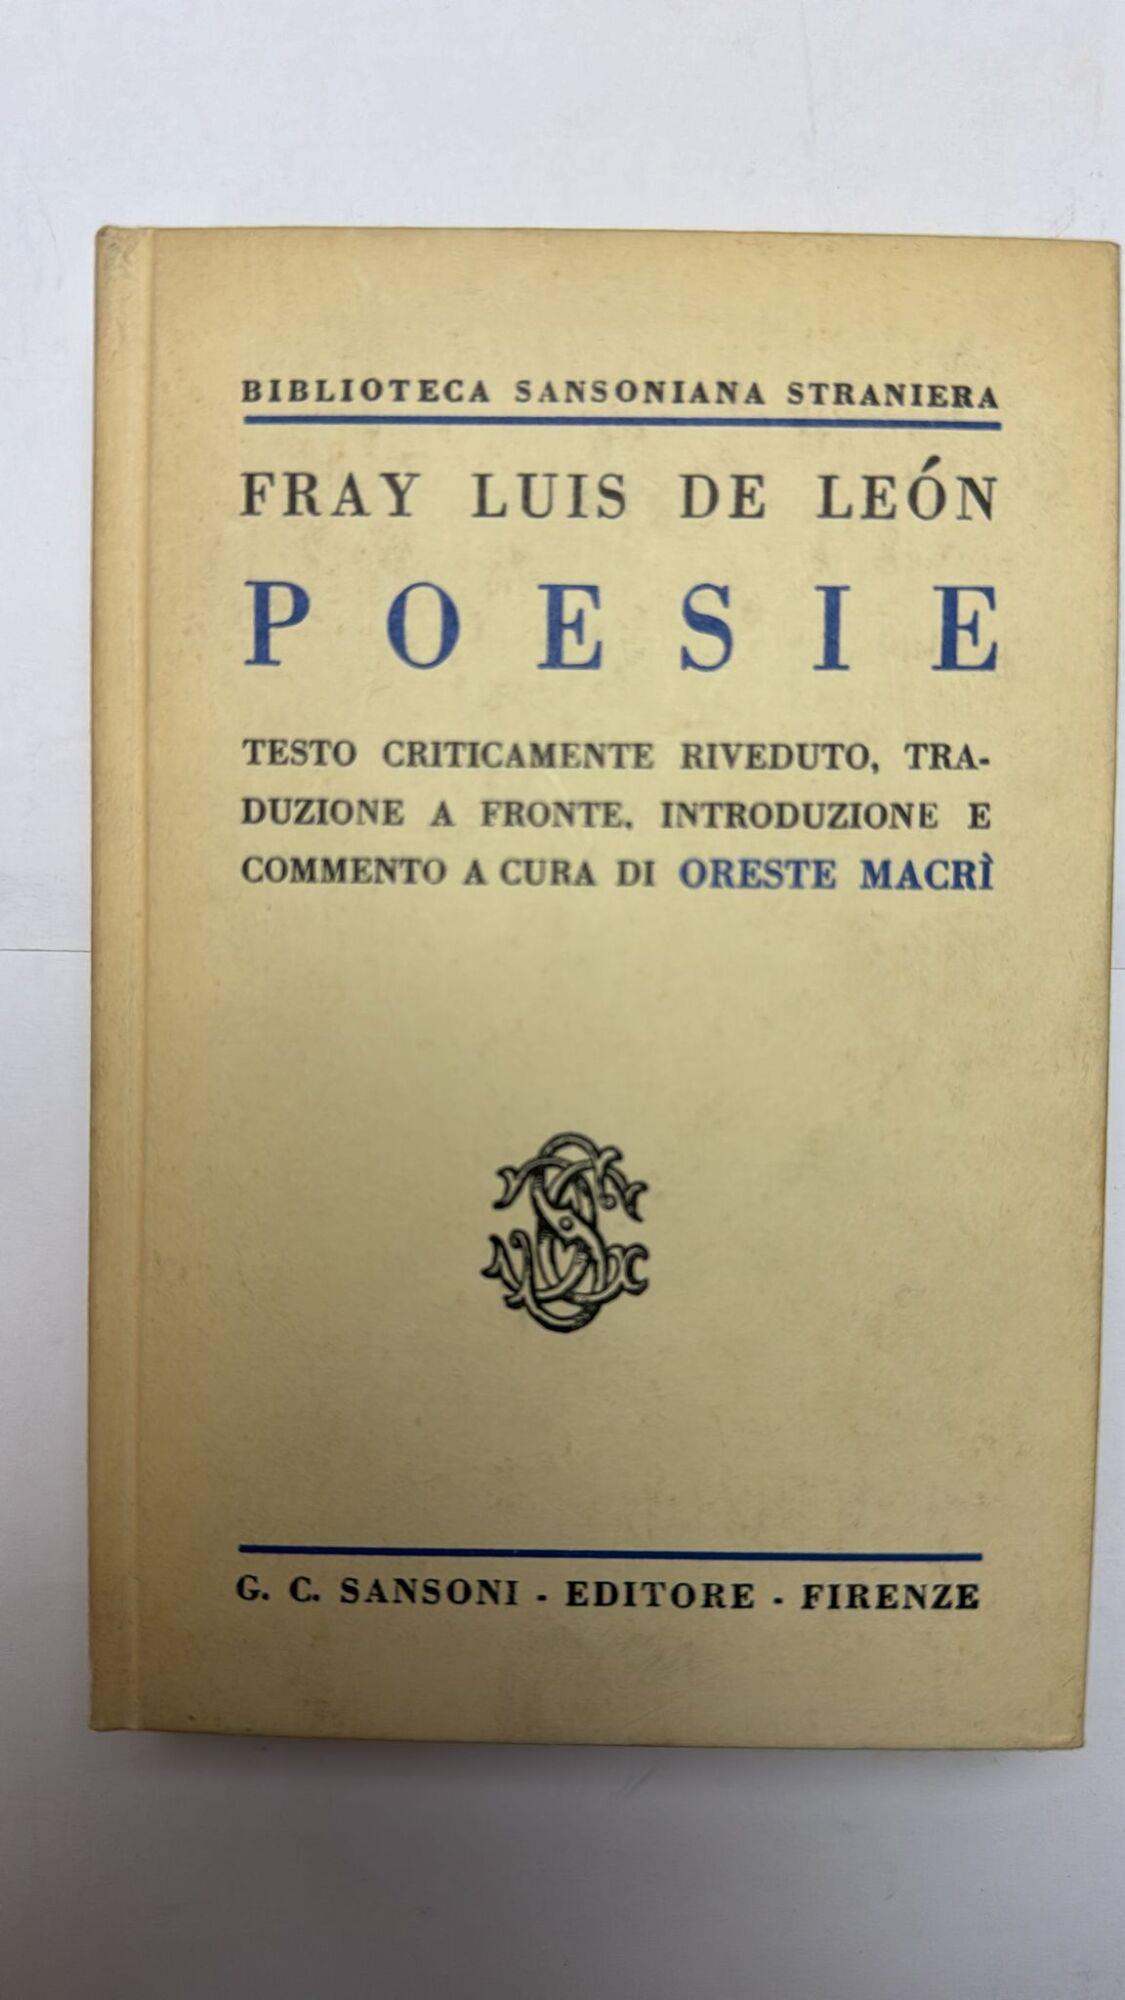 BIBLIOTECA SANSONIANA STRANIERA
FRAY LUIS DE LEÓN
POESIE
TESTO CRITICAMENTE RIVEDUTO, TRA-
DUZIONE A FRONTE, INTRODUZIONE E
COMMENTO A CURA DI ORESTE MACRÌ
G. C. SANSONI - EDITORE - FIRENZE